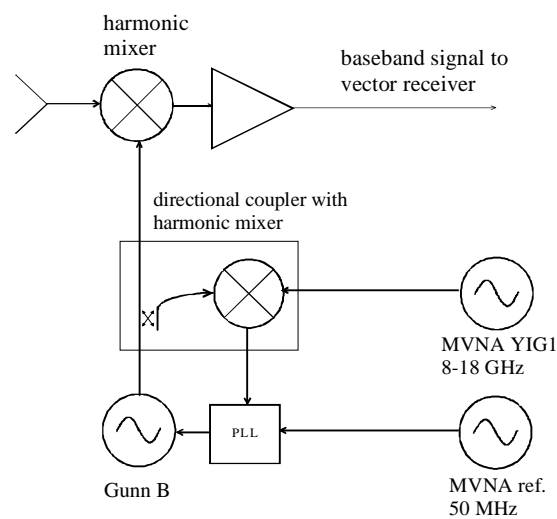 harmonic
mixer
baseband signal to
vector receiver
directional coupler with
harmonic mixer
MVNA YIG1
8-18 GHz
PLL
Gunn B
MVNA ref.
50 MHz